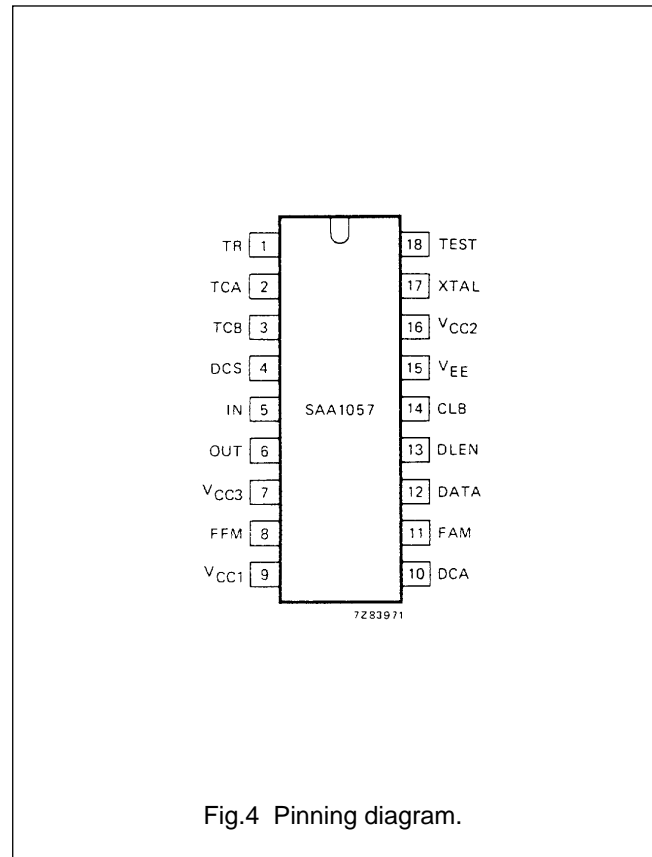 TR 1 18 TEST
TCA 2 17 XTAL
TCB 3 16 VCC2
DCS 4 15 VEE
IN 5 SAA1057 14 CLB
OUT 6 13 DLEN
VCC3 7 12 DATA
FFM 8 11 FAM
VCC1 9 10 DCA
7Z83971
Fig.4 Pinning diagram.